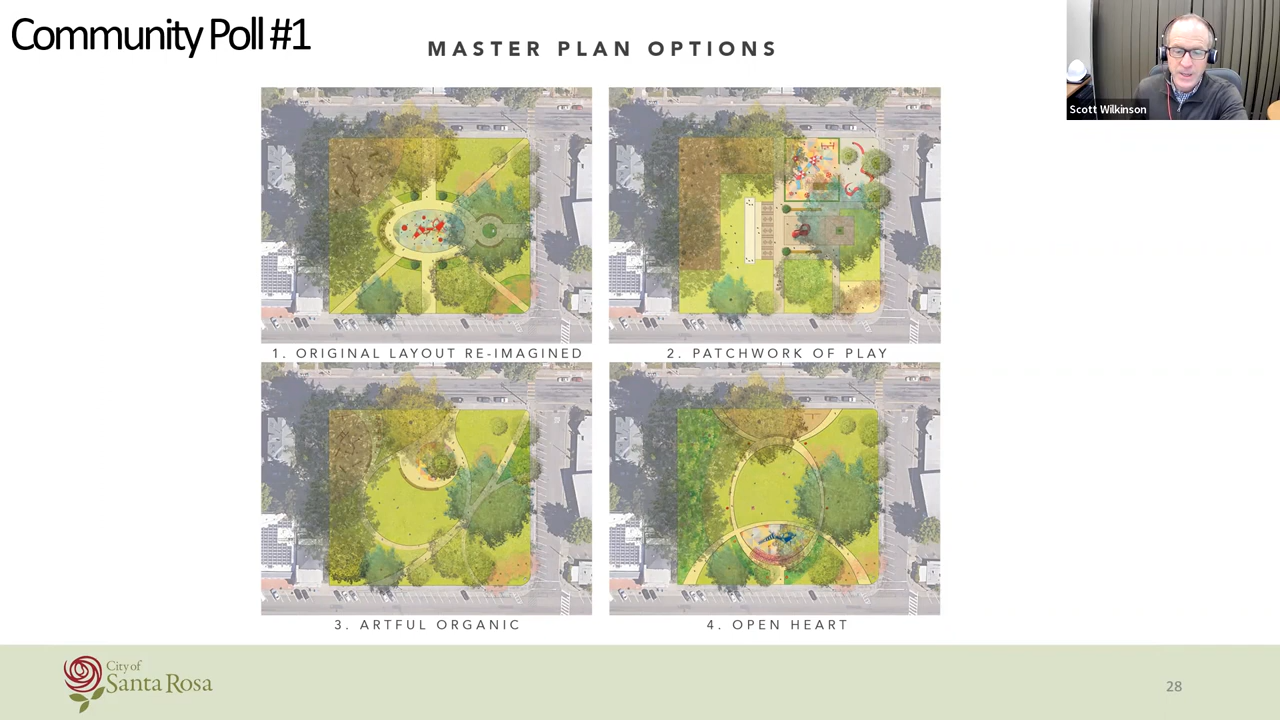 Community Poll #1
MASTER PLAN OPTIONS
Scott Wilkinson
1. ORIGINAL LAYOUT RE-IMAGINED
2. PATCHWORK OF PLAY
3. ARTFUL ORGANIC
4. OPEN HEART
City of
Santa Rosa
28